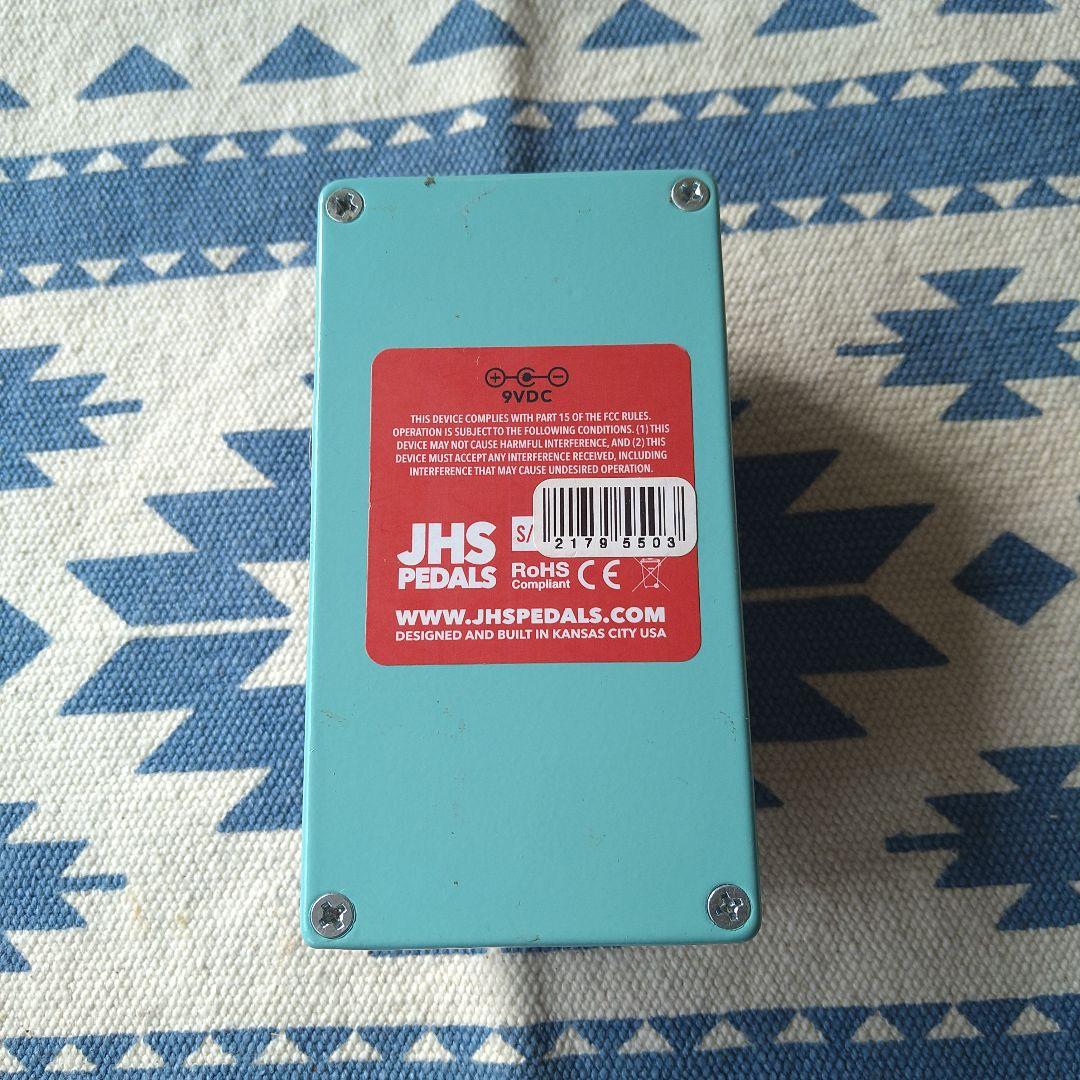 9VDC
THIS DEVICE COMPLIES WITH PART 15 OF THE FCC RULES.
OPERATION IS SUBJECT TO THE FOLLOWING CONDITIONS. (1) THIS
DEVICE MAY NOT CAUSE HARMFUL INTERFERENCE, AND (2) THIS
DEVICE MUST ACCEPT ANY INTERFERENCE RECEIVED, INCLUDING
INTERFERENCE THAT MAY CAUSE UNDESIRED OPERATION.
S/
2179 5503
JHS
PEDALS
RoHS
Compliant
CE
WWW.JHSPEDALS.COM
DESIGNED AND BUILT IN KANSAS CITY USA